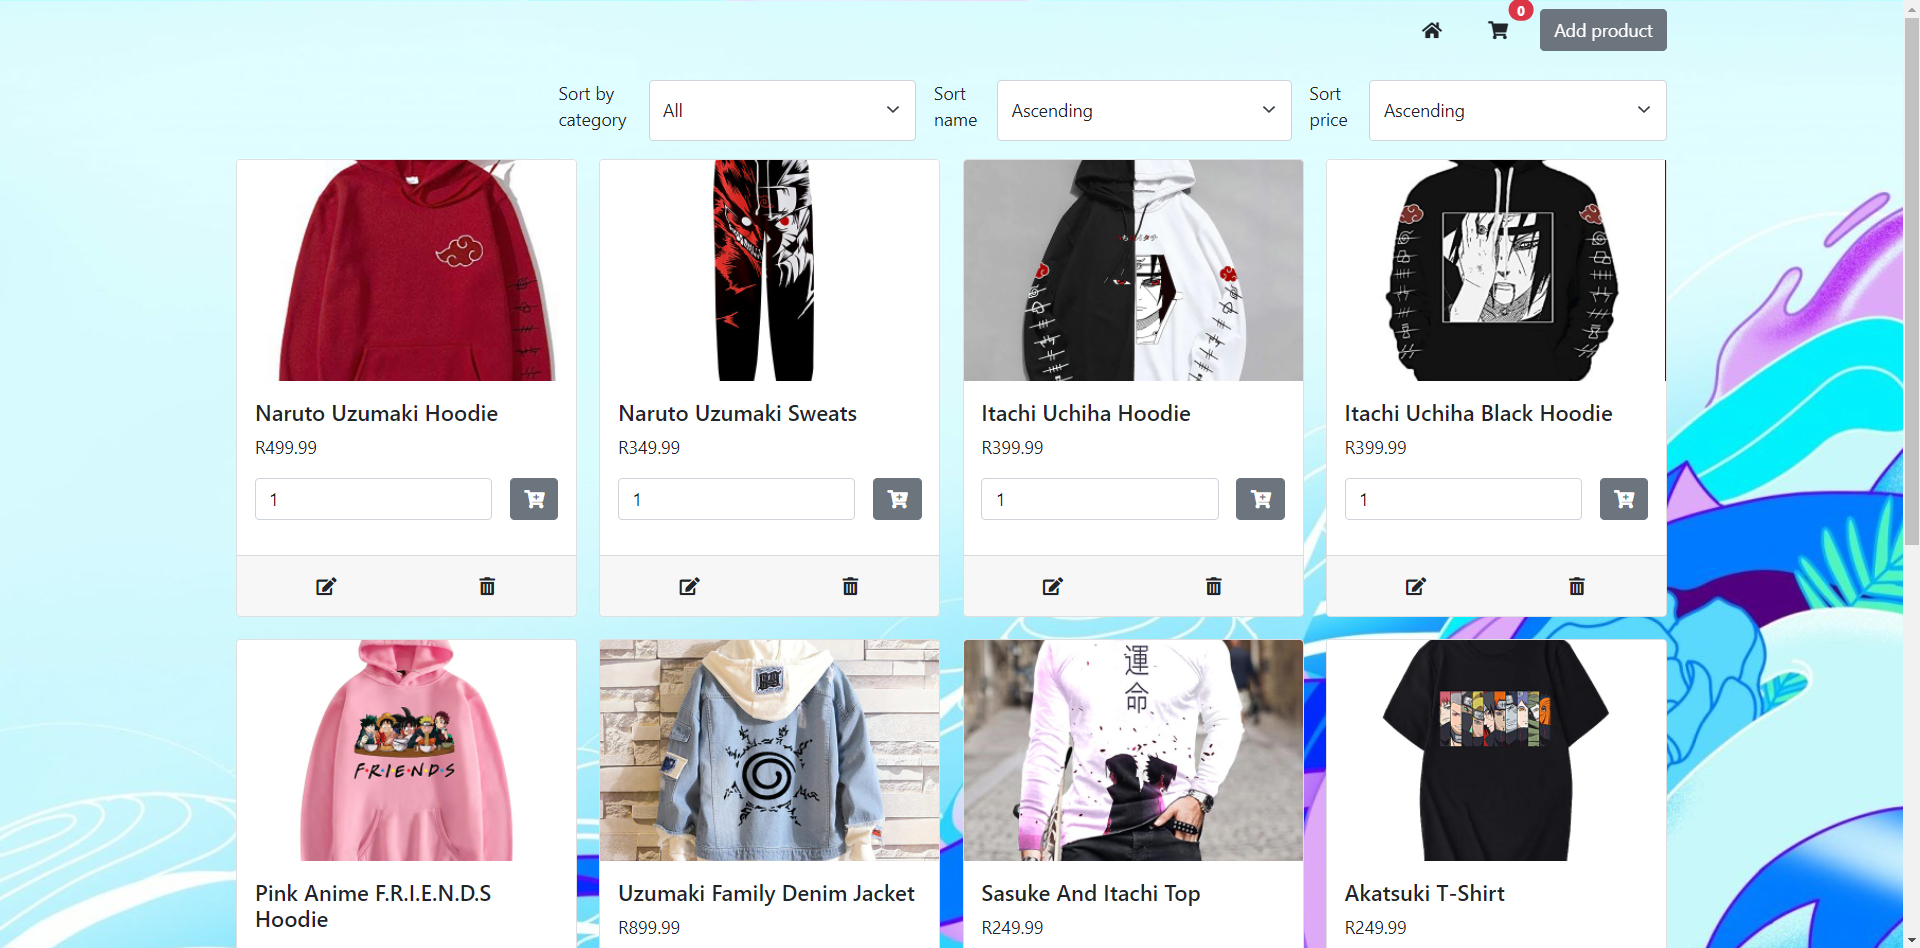 0
Add product
Sort by
category
All
Sort
name
Ascending
Sort
price
Ascending
Naruto Uzumaki Hoodie
R499.99
1
Naruto Uzumaki Sweats
R349.99
1
Itachi Uchiha Hoodie
R399.99
1
Itachi Uchiha Black Hoodie
R399.99
1
F·R·I·E·N·D·S
Pink Anime F.R.I.E.N.D.S
Hoodie
Uzumaki Family Denim Jacket
R899.99
運
命
Sasuke And Itachi Top
R249.99
Akatsuki T-Shirt
R249.99